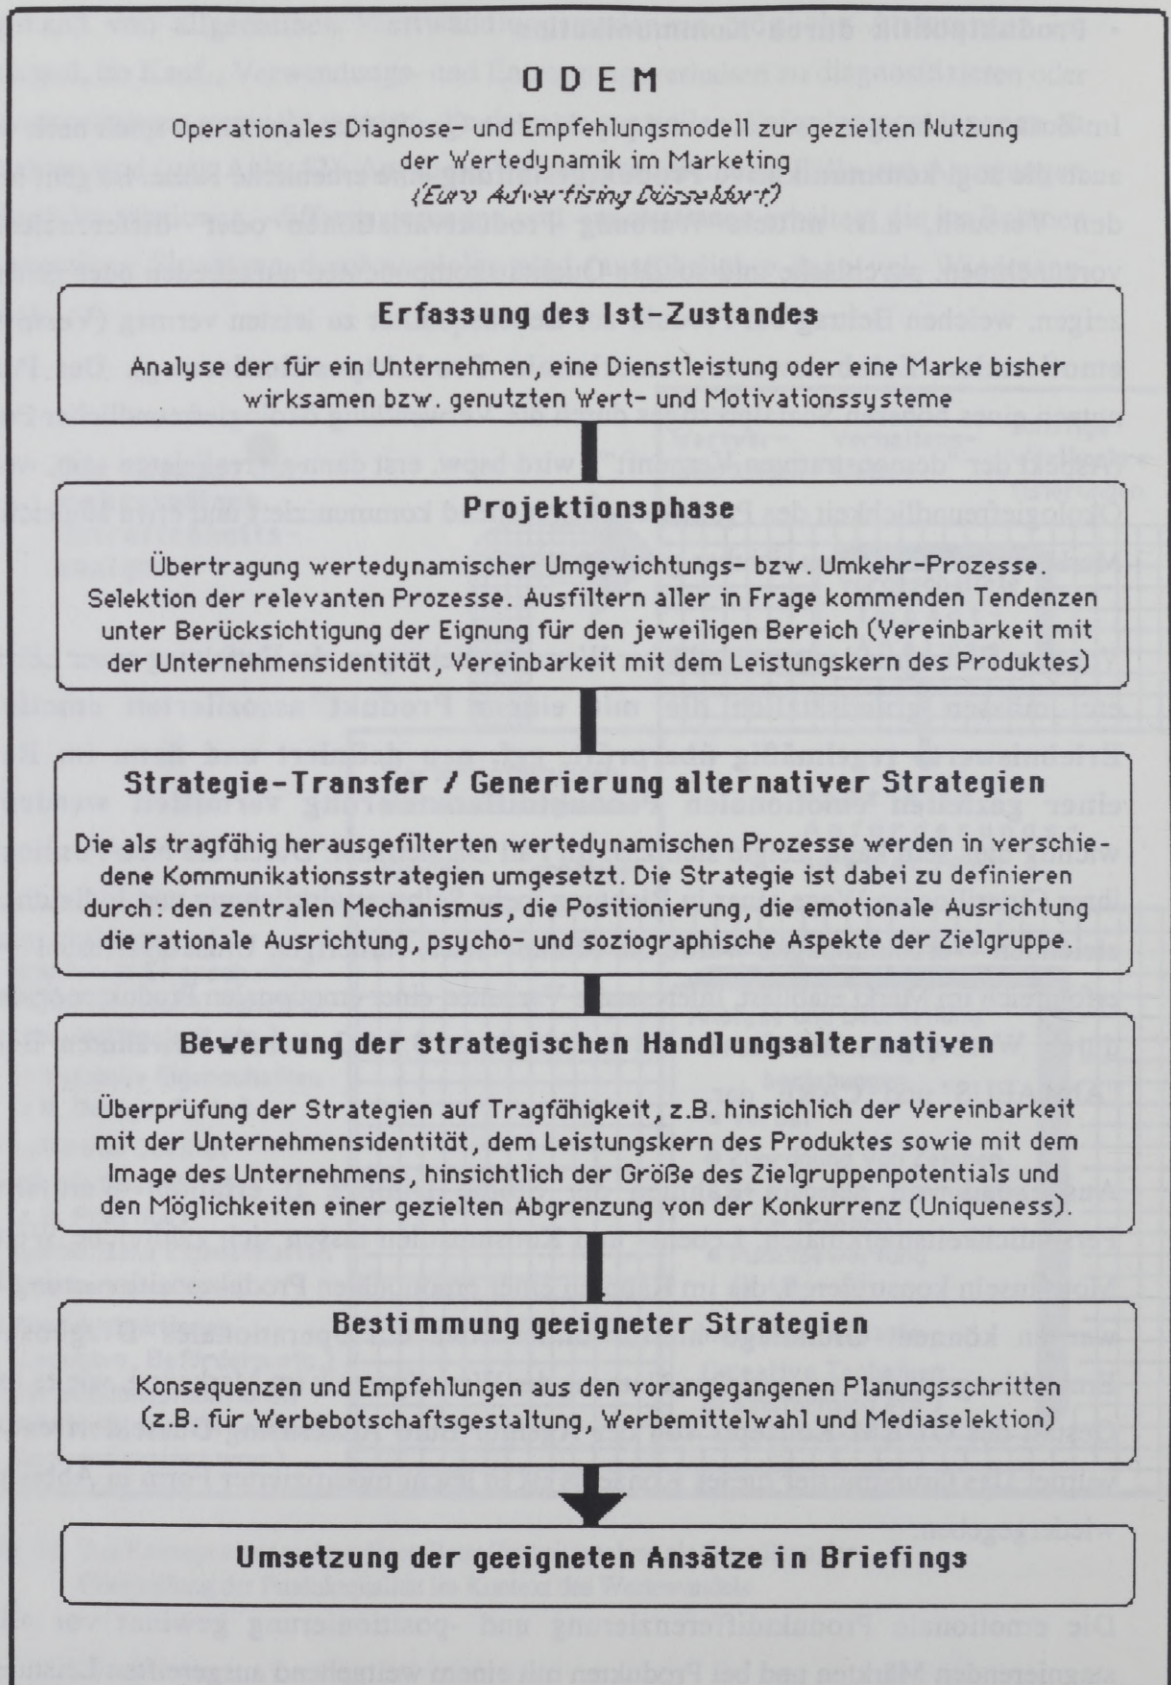 O D E M
Operationales Diagnose- und Empfehlungsmodell zur gezielten Nutzung
der Wertedynamik im Marketing
(Euro Advertising Düsseldorf)
Erfassung des Ist-Zustandes
Analyse der für ein Unternehmen, eine Dienstleistung oder eine Marke bisher
wirksamen bzw. genutzten Wert- und Motivationssysteme
Projektionsphase
Übertragung wertedynamischer Umgewichtungs- bzw. Umkehr-Prozesse.
Selektion der relevanten Prozesse. Ausfiltern aller in Frage kommenden Tendenzen
unter Berücksichtigung der Eignung für den jeweiligen Bereich (Vereinbarkeit mit
der Unternehmensidentität, Vereinbarkeit mit dem Leistungskern des Produktes)
Strategie-Transfer / Generierung alternativer Strategien
Die als tragfähig herausgefilterten wertedynamischen Prozesse werden in verschie-
dene Kommunikationsstrategien umgesetzt. Die Strategie ist dabei zu definieren
durch: den zentralen Mechanismus, die Positionierung, die emotionale Ausrichtung
die rationale Ausrichtung, psycho- und soziographische Aspekte der Zielgruppe.
Bewertung der strategischen Handlungsalternativen
Überprüfung der Strategien auf Tragfähigkeit, z.B. hinsichtlich der Vereinbarkeit
mit der Unternehmensidentität, dem Leistungskern des Produktes sowie mit dem
Image des Unternehmens, hinsichtlich der Größe des Zielgruppenpotentials und
den Möglichkeiten einer gezielten Abgrenzung von der Konkurrenz (Uniqueness).
Bestimmung geeigneter Strategien
Konsequenzen und Empfehlungen aus den vorangegangenen Planungsschritten
(z.B. für Werbebotschaftsgestaltung, Werbemittelwahl und Mediaselektion)
Umsetzung der geeigneten Ansätze in Briefings